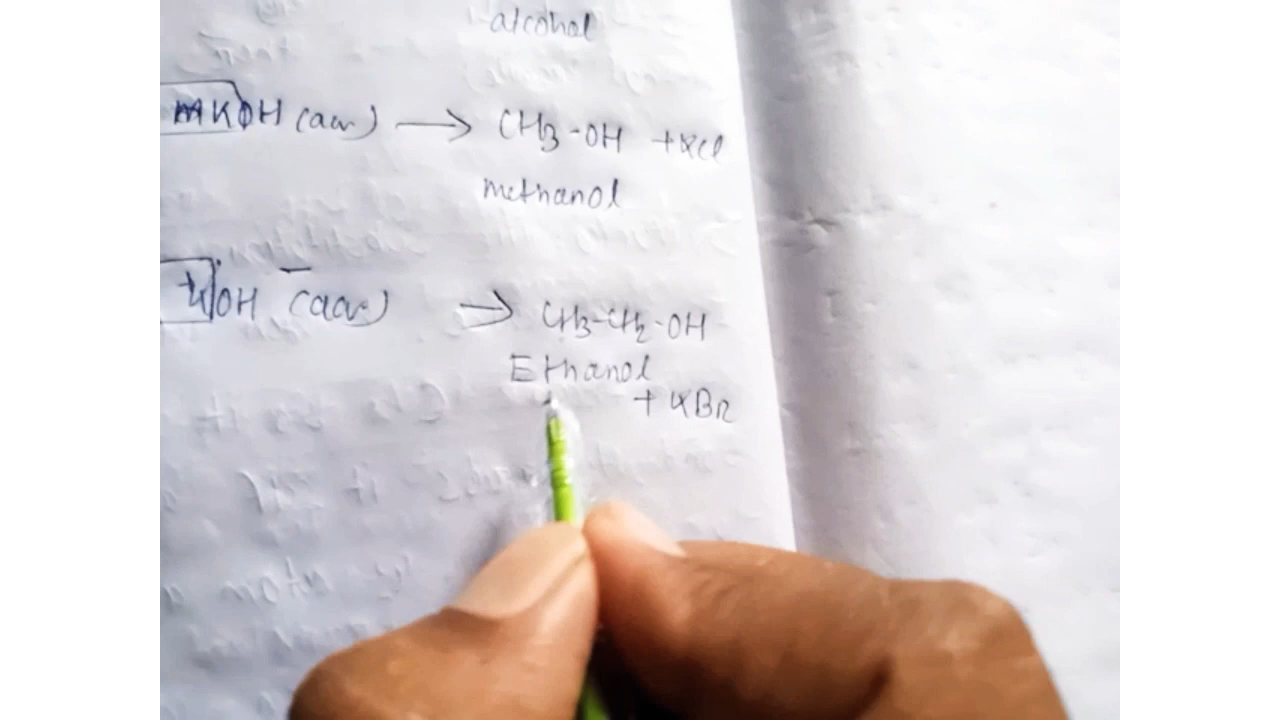 alcohol
KOH (aq) → CH3-OH + KCl
methanol
KOH (aq) → CH3-CH2-OH
Ethanol
+ KBr